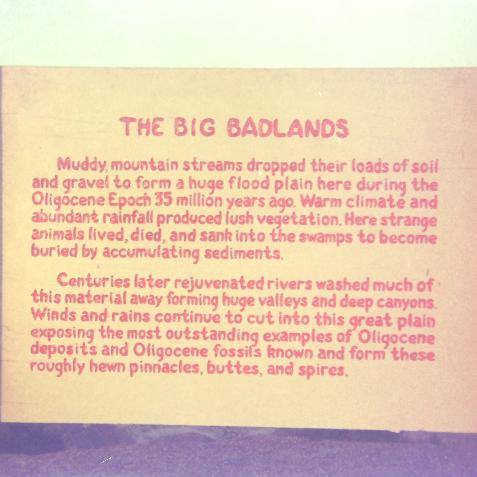 THE BIG BADLANDS
Muddy, mountain streams dropped their loads of soil
and gravel to form a huge flood plain here during the
Oligocene Epoch 35 million years ago. Warm climate and
abundant rainfall produced lush vegetation. Here strange
animals lived, died, and sank into the swamps to become
buried by accumulating sediments.
Centuries later rejuvenated rivers washed much of
this material away forming huge valleys and deep canyons.
Winds and rains continue to cut into this great plain
exposing the most outstanding examples of Oligocene
deposits and Oligocene fossils known and form these
roughly hewn pinnacles, buttes, and spires.